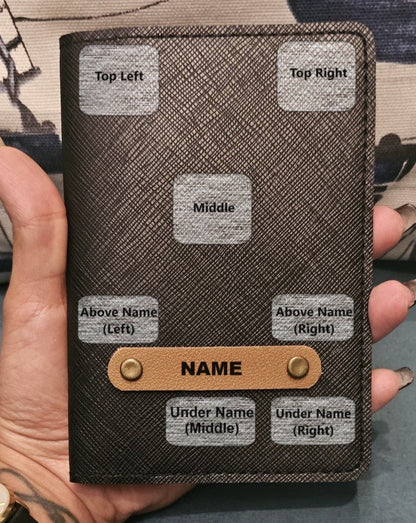 Top Left
Top Right
Middle
Above Name
(Left)
Above Name
(Right)
NAME
Under Name
(Middle)
Under Name
(Right)